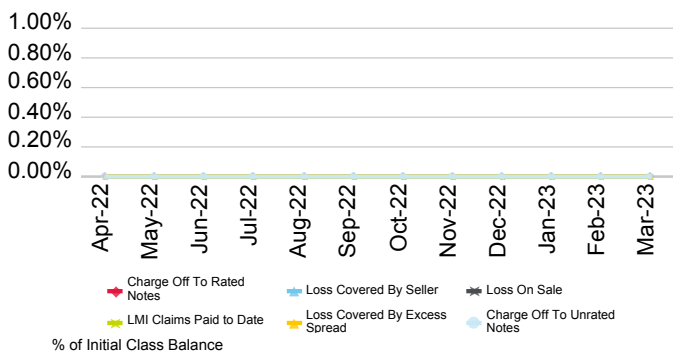 1.00%
0.80%
0.60%
0.40%
0.20%
0.00%
Apr-22
May-22
Jun-22
Jul-22
Aug-22
Sep-22
Oct-22
Nov-22
Dec-22
Jan-23
Feb-23
Mar-23
Charge Off To Rated
Notes
Loss Covered By Seller
Loss On Sale
LMI Claims Paid to Date
Loss Covered By Excess
Spread
Charge Off To Unrated
Notes
% of Initial Class Balance